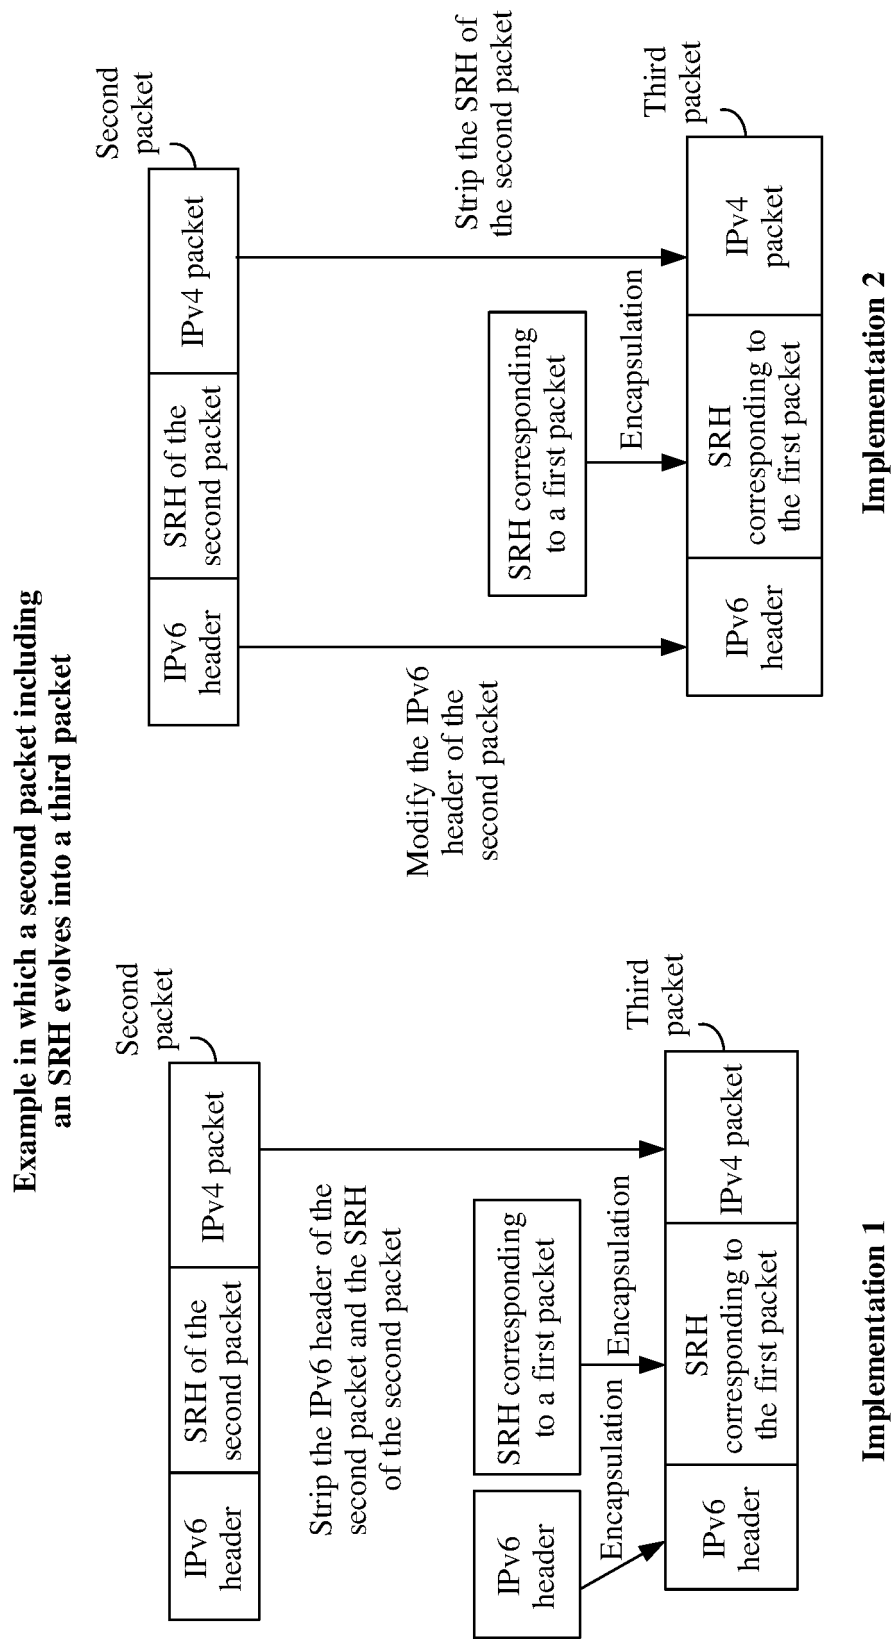 Example in which a second packet including
an SRH evolves into a third packet
Second
packet
IPv6
header
SRH of the
second packet
IPv4 packet
Strip the IPv6 header of the
second packet and the SRH
of the second packet
IPv6
header
SRH corresponding
to a first packet
Encapsulation
Encapsulation
Third
packet
IPv6
header
SRH
corresponding to
the first packet
IPv4 packet
Implementation 1
Second
packet
IPv6
header
SRH of the
second packet
IPv4 packet
Modify the IPv6
header of the
second packet
Strip the SRH of
the second packet
SRH corresponding
to a first packet
Encapsulation
Third
packet
IPv6
header
SRH
corresponding to
the first packet
IPv4
packet
Implementation 2